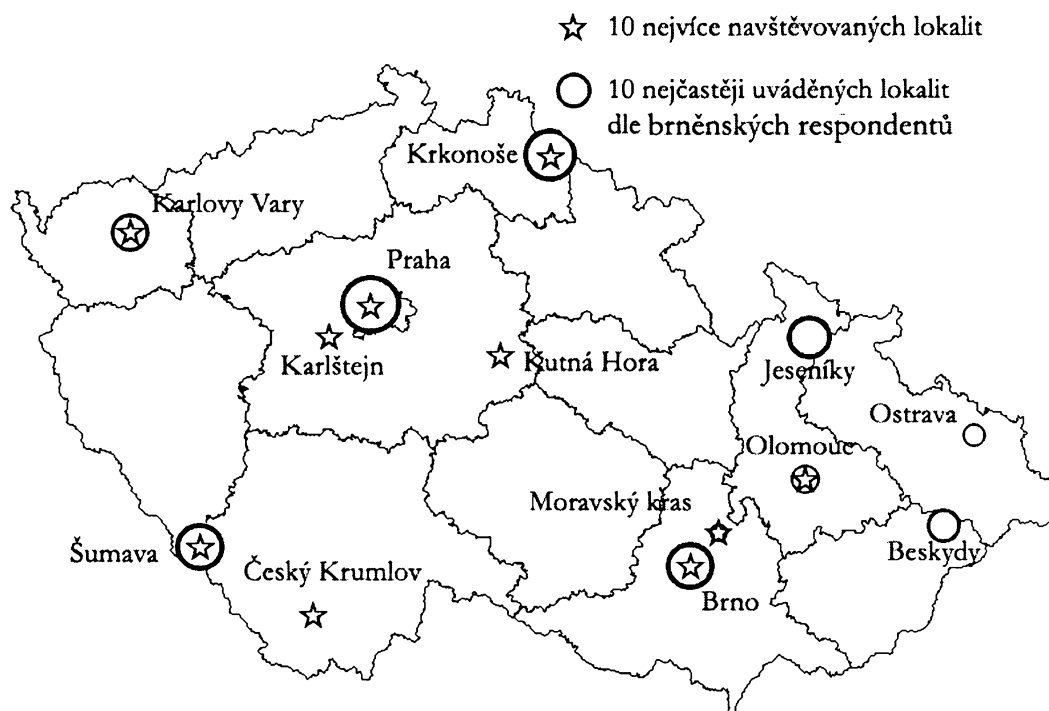 10 nejvíce navštěvovaných lokalit
10 nejčastěji uváděných lokalit
dle brněnských respondentů
Krkonoše
Karlovy Vary
Praha
Karlštejn
Kutná Hora
Jeseníky
Ostrava
Olomouc
Moravský kras
Šumava
Beskydy
Český Krumlov
Brno